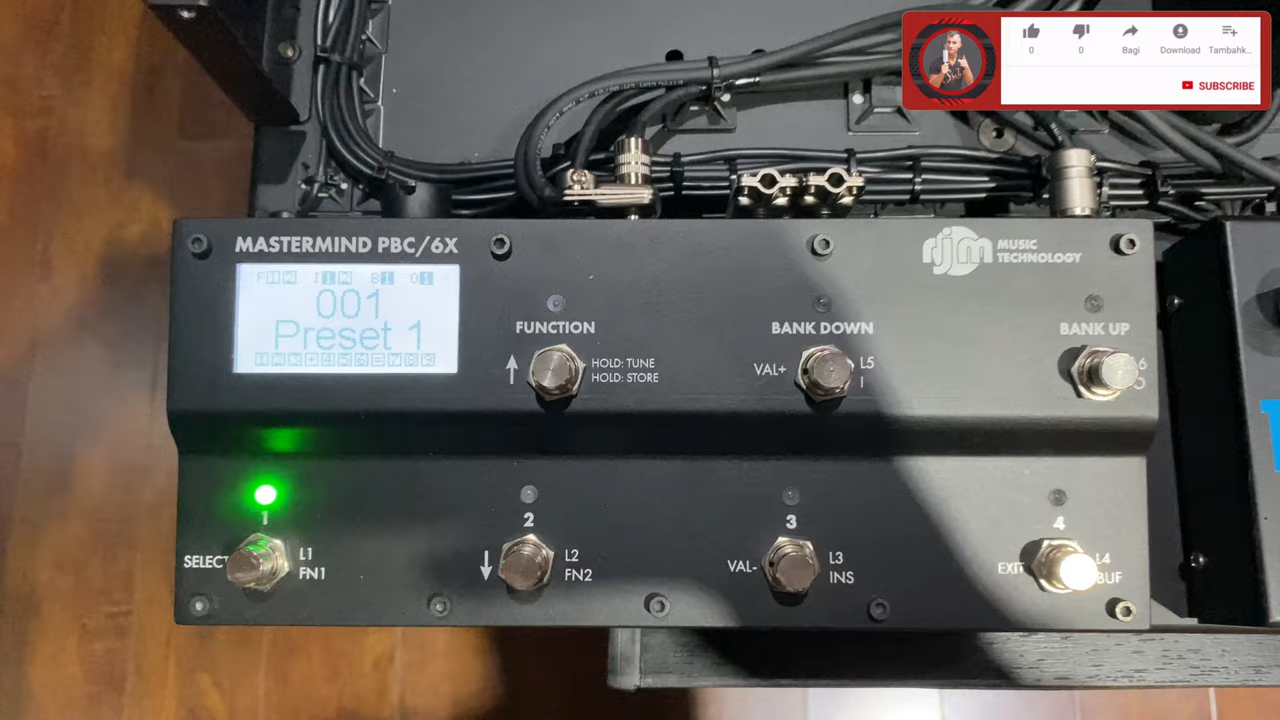 0 0 Bagi Download Tambahk...
SUBSCRIBE
MASTERMIND PBC/6X
rjm MUSIC
TECHNOLOGY
001
Preset 1
FUNCTION
HOLD: TUNE
HOLD: STORE
BANK DOWN
VAL+ L5
I
BANK UP
6
O
1
SELECT L1
FN1
2
L2
FN2
3
VAL- L3
INS
4
EXIT L4
BUF